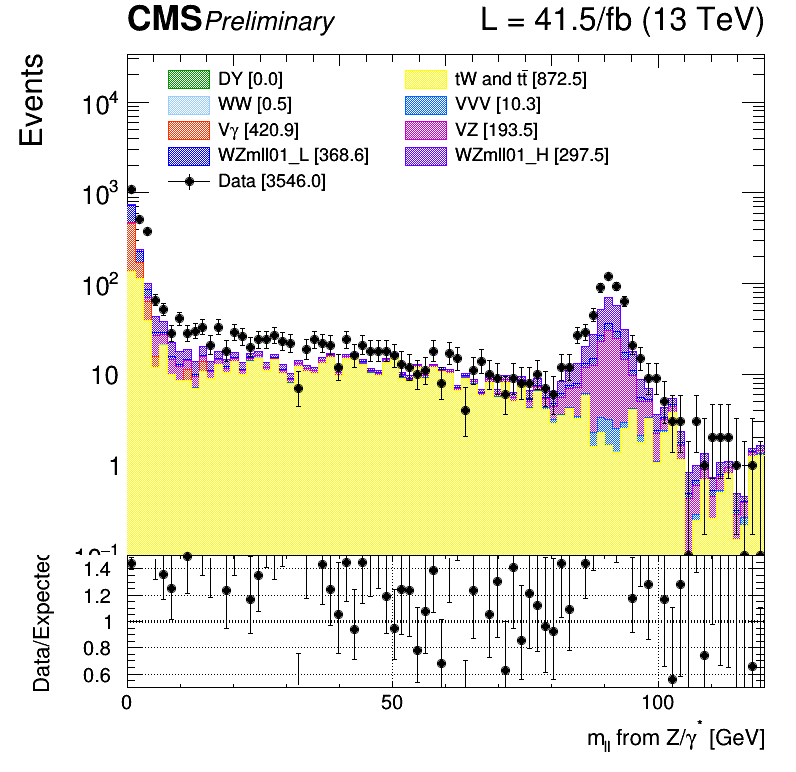 CMS Preliminary L = 41.5/fb (13 TeV)
Events
DY [0.0] tW and tt̄ [872.5]
WW [0.5] VVV [10.3]
Vγ [420.9] VZ [193.5]
WZmll01_L [368.6] WZmll01_H [297.5]
Data [3546.0]
10⁴
10³
10²
10
1
10⁻¹
Data/Expected
1.4
1.2
1
0.8
0.6
0 50 100
m_ll from Z/γ* [GeV]